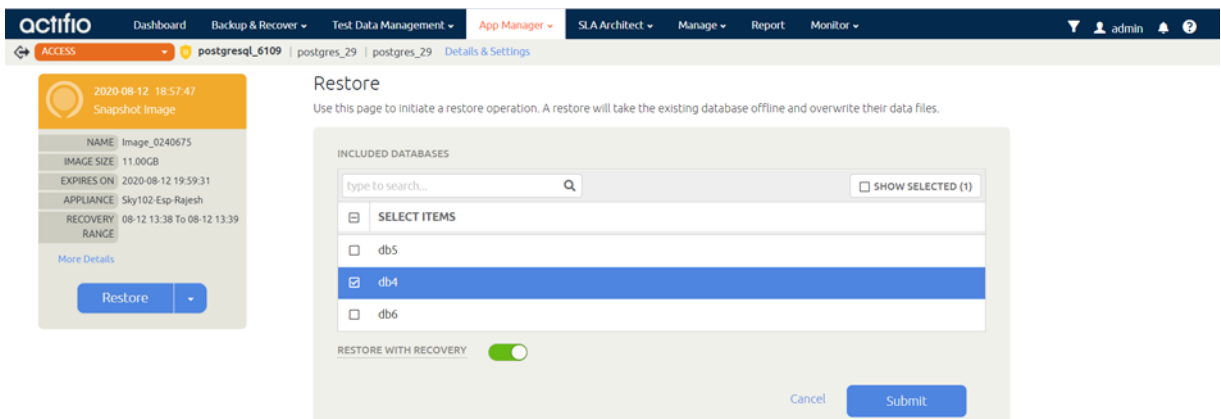 actifio Dashboard Backup & Recover Test Data Management App Manager SLA Architect Manage Report Monitor admin
ACCESS postgresql_6109 | postgres_29 | postgres_29 Details & Settings
2020-08-12 18:57:47
Snapshot Image
NAME Image_0240675
IMAGE SIZE 11.00GB
EXPIRES ON 2020-08-12 19:59:31
APPLIANCE Sky102-Esp-Rajesh
RECOVERY RANGE 08-12 13:38 To 08-12 13:39
More Details
Restore
Restore
Use this page to initiate a restore operation. A restore will take the existing database offline and overwrite their data files.
INCLUDED DATABASES
type to search... SHOW SELECTED (1)
SELECT ITEMS
db5
db4
db6
RESTORE WITH RECOVERY
Cancel Submit